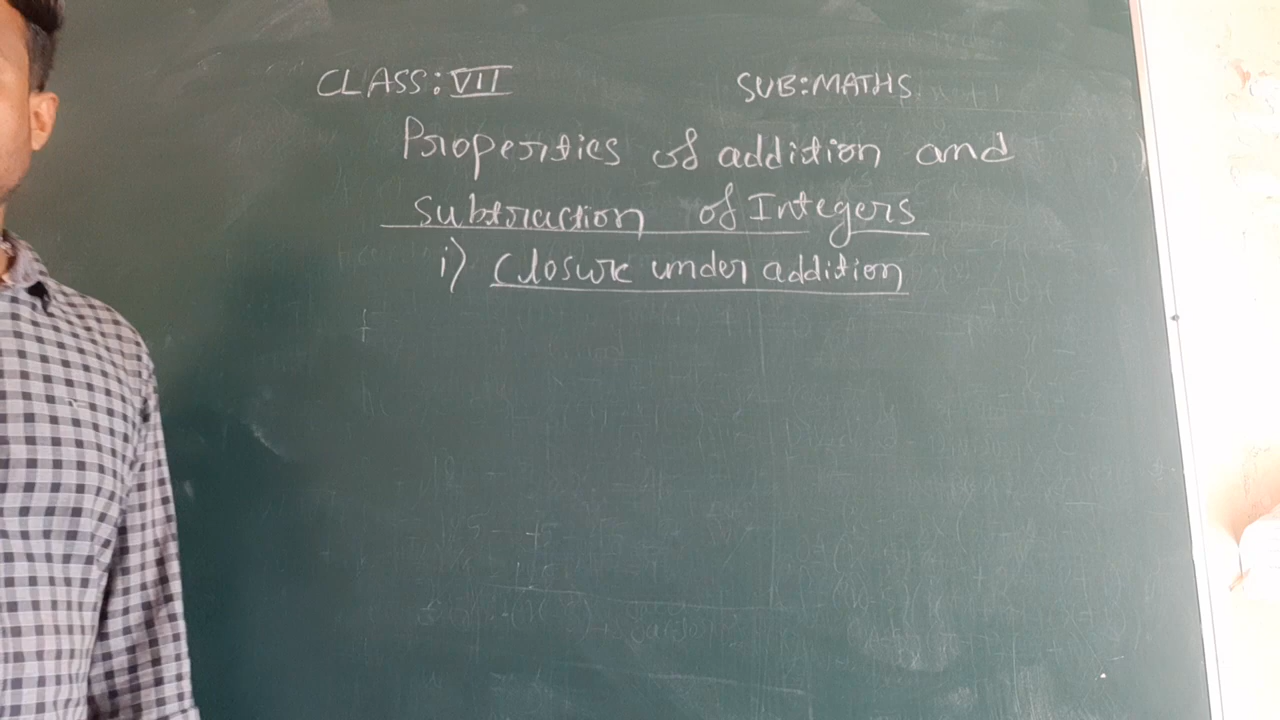 CLASS: VII SUB: MATHS
Properties of addition and
subtraction of Integers
i) Closure under addition